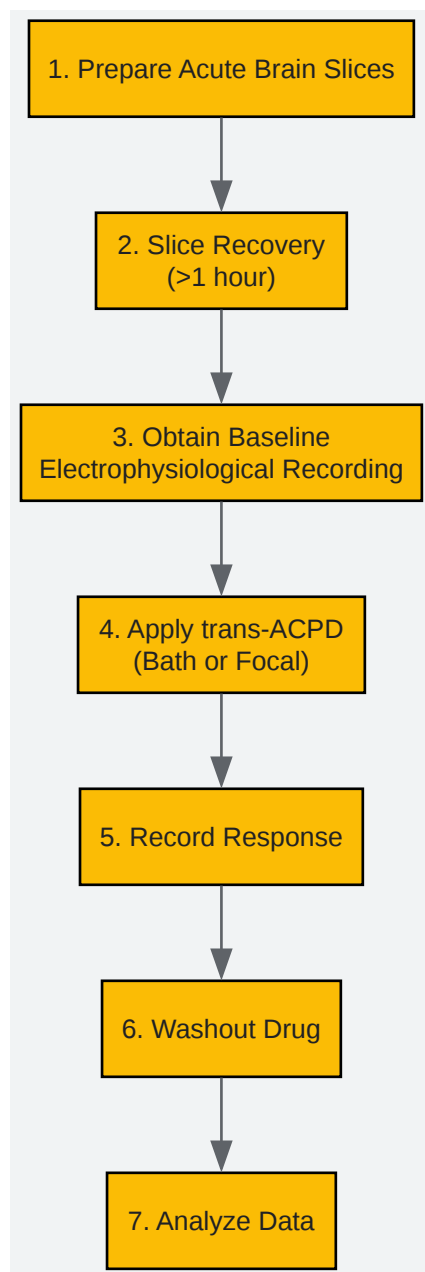 1. Prepare Acute Brain Slices
2. Slice Recovery
(>1 hour)
3. Obtain Baseline
Electrophysiological Recording
4. Apply trans-ACPD
(Bath or Focal)
5. Record Response
6. Washout Drug
7. Analyze Data